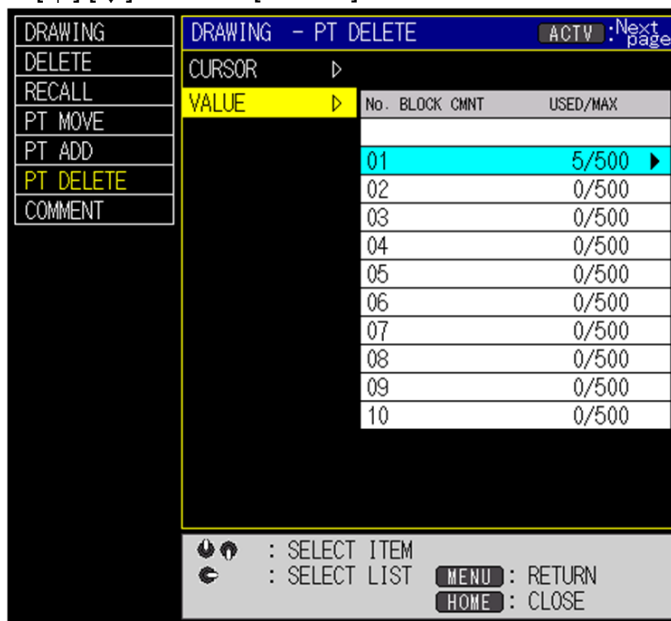 DRAWING
DELETE
RECALL
PT MOVE
PT ADD
PT DELETE
COMMENT
DRAWING - PT DELETE ACTV :Next page
CURSOR
VALUE
No. BLOCK CMNT USED/MAX
01 5/500
02 0/500
03 0/500
04 0/500
05 0/500
06 0/500
07 0/500
08 0/500
09 0/500
10 0/500
: SELECT ITEM
: SELECT LIST MENU : RETURN
HOME : CLOSE